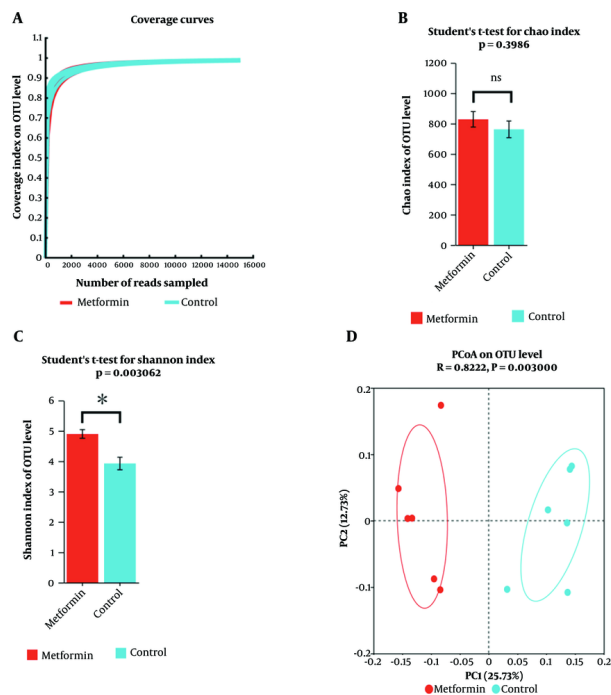 A
Coverage curves
Coverage index on OTU level
1.1
1
0.9
0.8
0.7
0.6
0.5
0.4
0.3
0.2
0.1
0
0 2000 4000 6000 8000 10000 12000 14000 16000
Number of reads sampled
Metformin Control
B
Student's t-test for chao index
p = 0.3986
Chao index of OTU level
1200
1000
800
600
400
200
0
ns
Metformin Control
Metformin Control
C
Student's t-test for shannon index
p = 0.003062
Shannon index of OTU level
6
5
4
3
2
1
0
*
Metformin Control
Metformin Control
D
PCoA on OTU level
R = 0.8222, P = 0.003000
PC2 (12.73%)
0.2
0.1
0
-0.1
-0.2
-0.2 -0.15 -0.1 -0.05 0 0.05 0.1 0.15 0.2
PC1 (25.73%)
Metformin Control